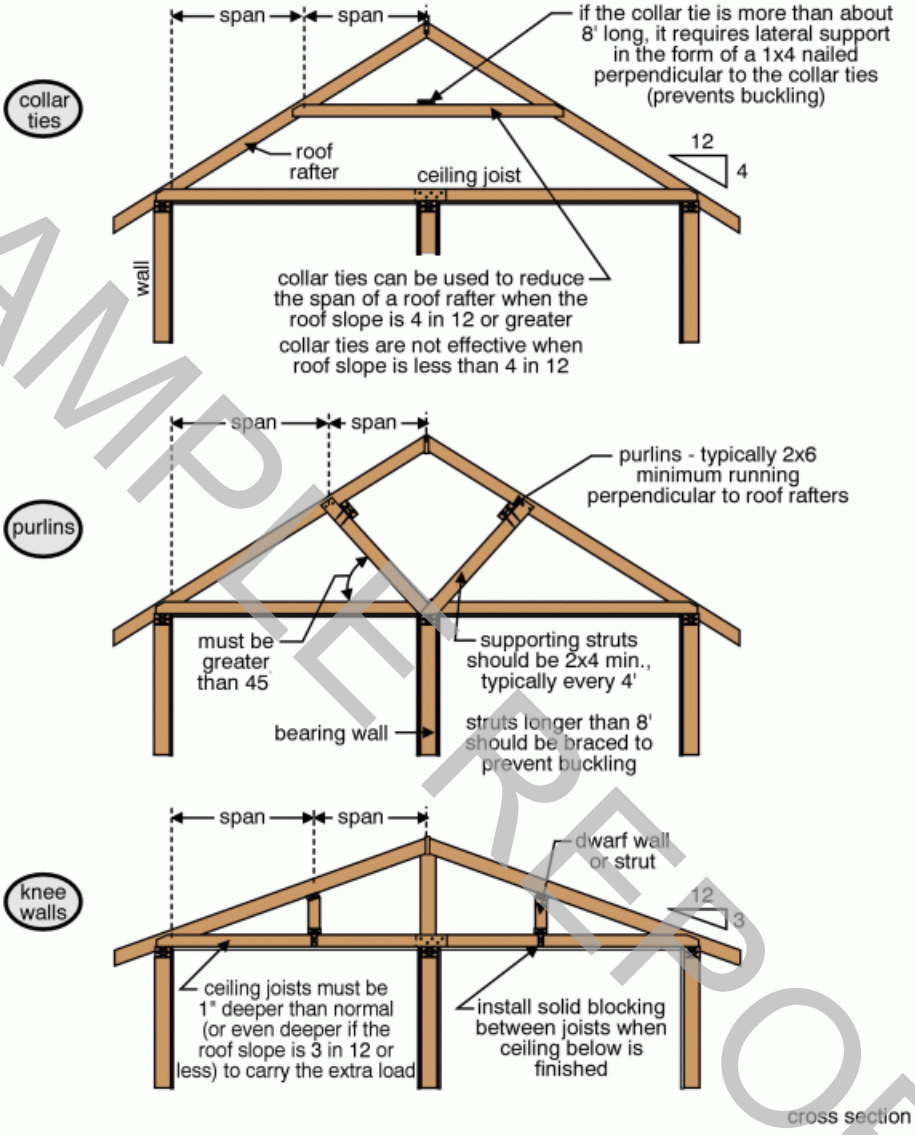 span
span
if the collar tie is more than about
8' long, it requires lateral support
in the form of a 1x4 nailed
perpendicular to the collar ties
(prevents buckling)
collar
ties
roof
rafter
ceiling joist
12
4
wall
collar ties can be used to reduce
the span of a roof rafter when the
roof slope is 4 in 12 or greater
collar ties are not effective when
roof slope is less than 4 in 12
span
span
purlins - typically 2x6
minimum running
perpendicular to roof rafters
purlins
must be
greater
than 45
supporting struts
should be 2x4 min.,
typically every 4'
bearing wall
struts longer than 8'
should be braced to
prevent buckling
span
span
dwarf wall
or strut
knee
walls
12
3
ceiling joists must be
1" deeper than normal
(or even deeper if the
roof slope is 3 in 12 or
less) to carry the extra load
install solid blocking
between joists when
ceiling below is
finished
cross section
AMPLE REPO